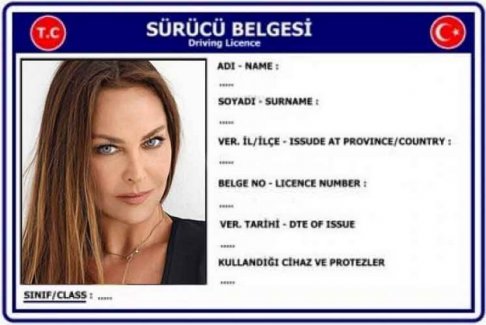 T.C
SÜRÜCÜ BELGESİ
Driving Licence
ADI - NAME :
.....
SOYADI - SURNAME :
.....
VER. İL/İLÇE - ISSUDE AT PROVINCE/COUNTRY :
.....
BELGE NO - LICENCE NUMBER :
.....
VER. TARİHİ - DTE OF ISSUE
.....
KULLANDIĞI CİHAZ VE PROTEZLER
.....
SINIF/CLASS : .....